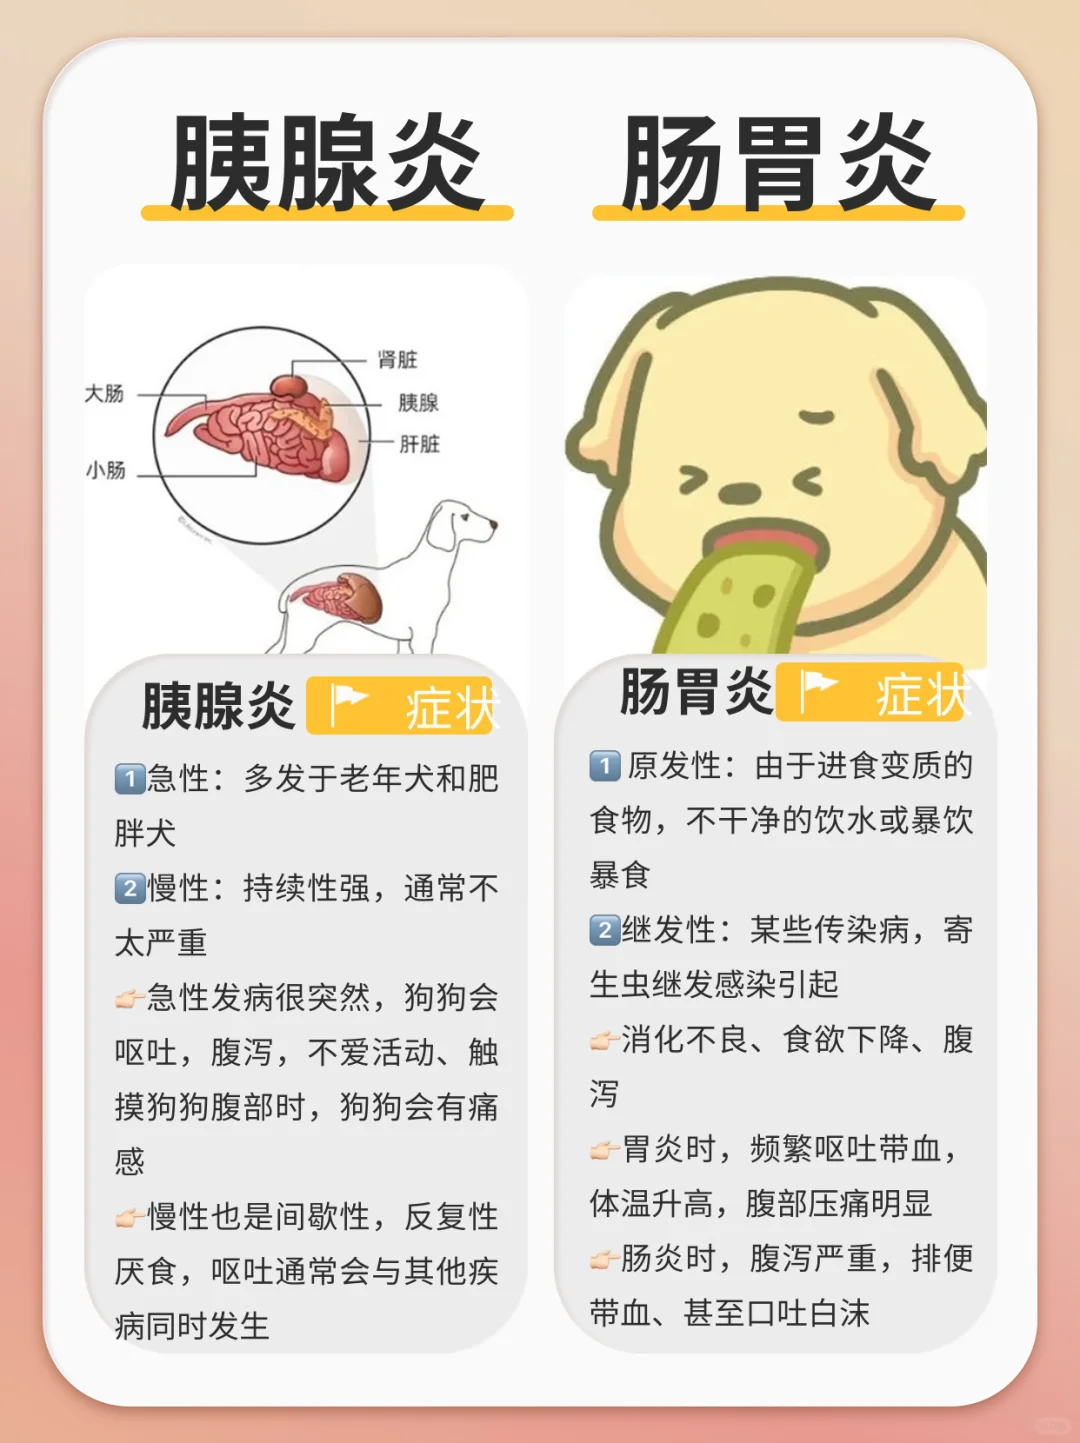 胰腺炎
肠胃炎
肾脏
大肠
胰腺
肝脏
小肠
胰腺炎 症状
1️⃣急性：多发于老年犬和肥
胖犬
2️⃣慢性：持续性强，通常不
太严重
👉🏻急性发病很突然，狗狗会
呕吐，腹泻，不爱活动、触
摸狗狗腹部时，狗狗会有痛
感
👉🏻慢性也是间歇性，反复性
厌食，呕吐通常会与其他疾
病同时发生
肠胃炎 症状
1️⃣ 原发性：由于进食变质的
食物，不干净的饮水或暴饮
暴食
2️⃣继发性：某些传染病，寄
生虫继发感染引起
👉🏻消化不良、食欲下降、腹
泻
👉🏻胃炎时，频繁呕吐带血，
体温升高，腹部压痛明显
👉🏻肠炎时，腹泻严重，排便
带血、甚至口吐白沫